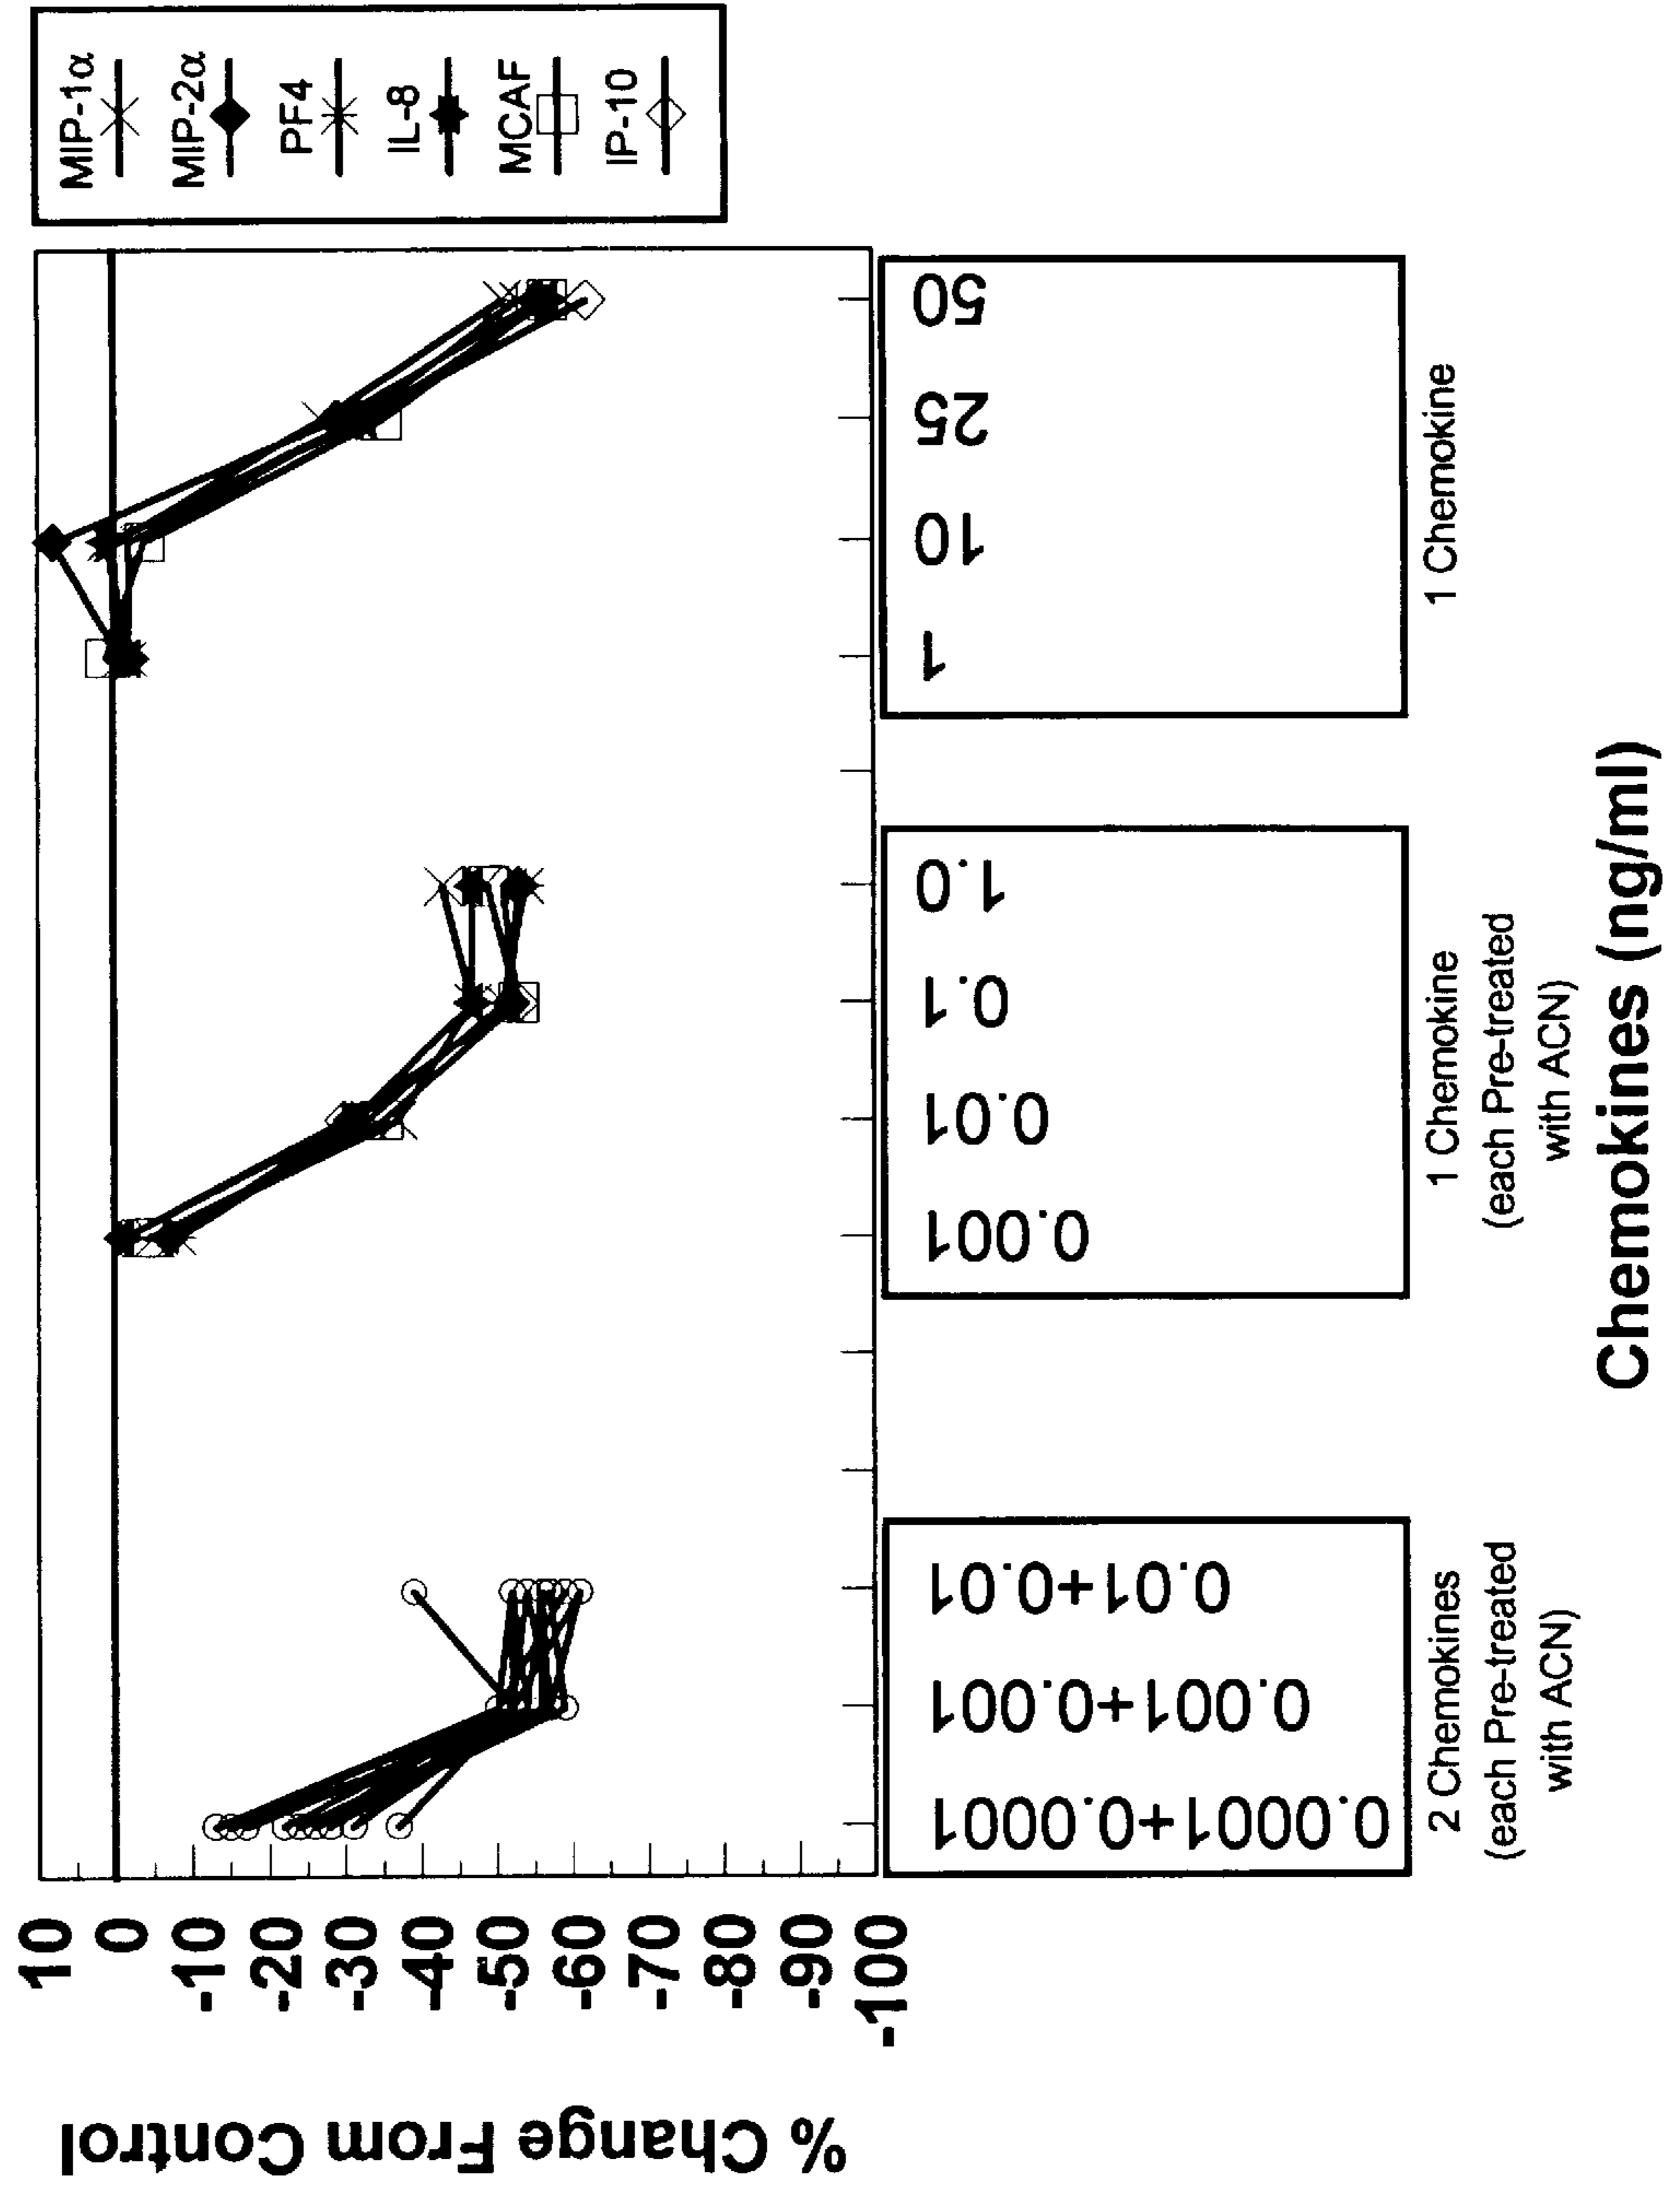 % Change From Control
10
0
-10
-20
-30
-40
-50
-60
-70
-80
-90
-100
MIP-1α
MIP-2α
PF4
IL-8
MCAF
IP-10
0.0001+0.0001
0.001+0.001
0.01+0.01
0.001
0.01
0.1
1.0
1
10
25
50
2 Chemokines
(each Pre-treated
with ACN)
1 Chemokine
(each Pre-treated
with ACN)
1 Chemokine
Chemokines (ng/ml)